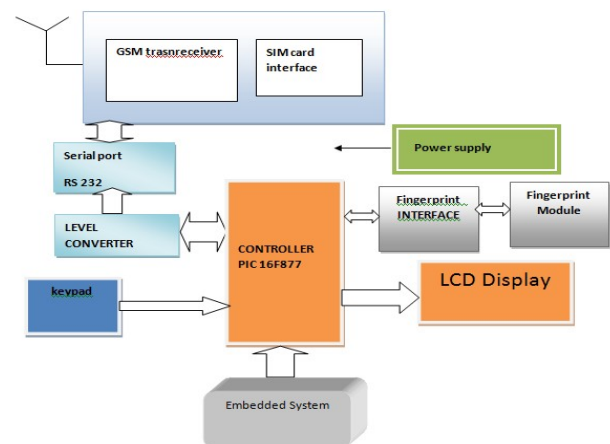 GSM trasnreceiver
SIM card
interface
Serial port
RS 232
Power supply
LEVEL
CONVERTER
CONTROLLER
PIC 16F877
Fingerprint
INTERFACE
Fingerprint
Module
keypad
LCD Display
Embedded System